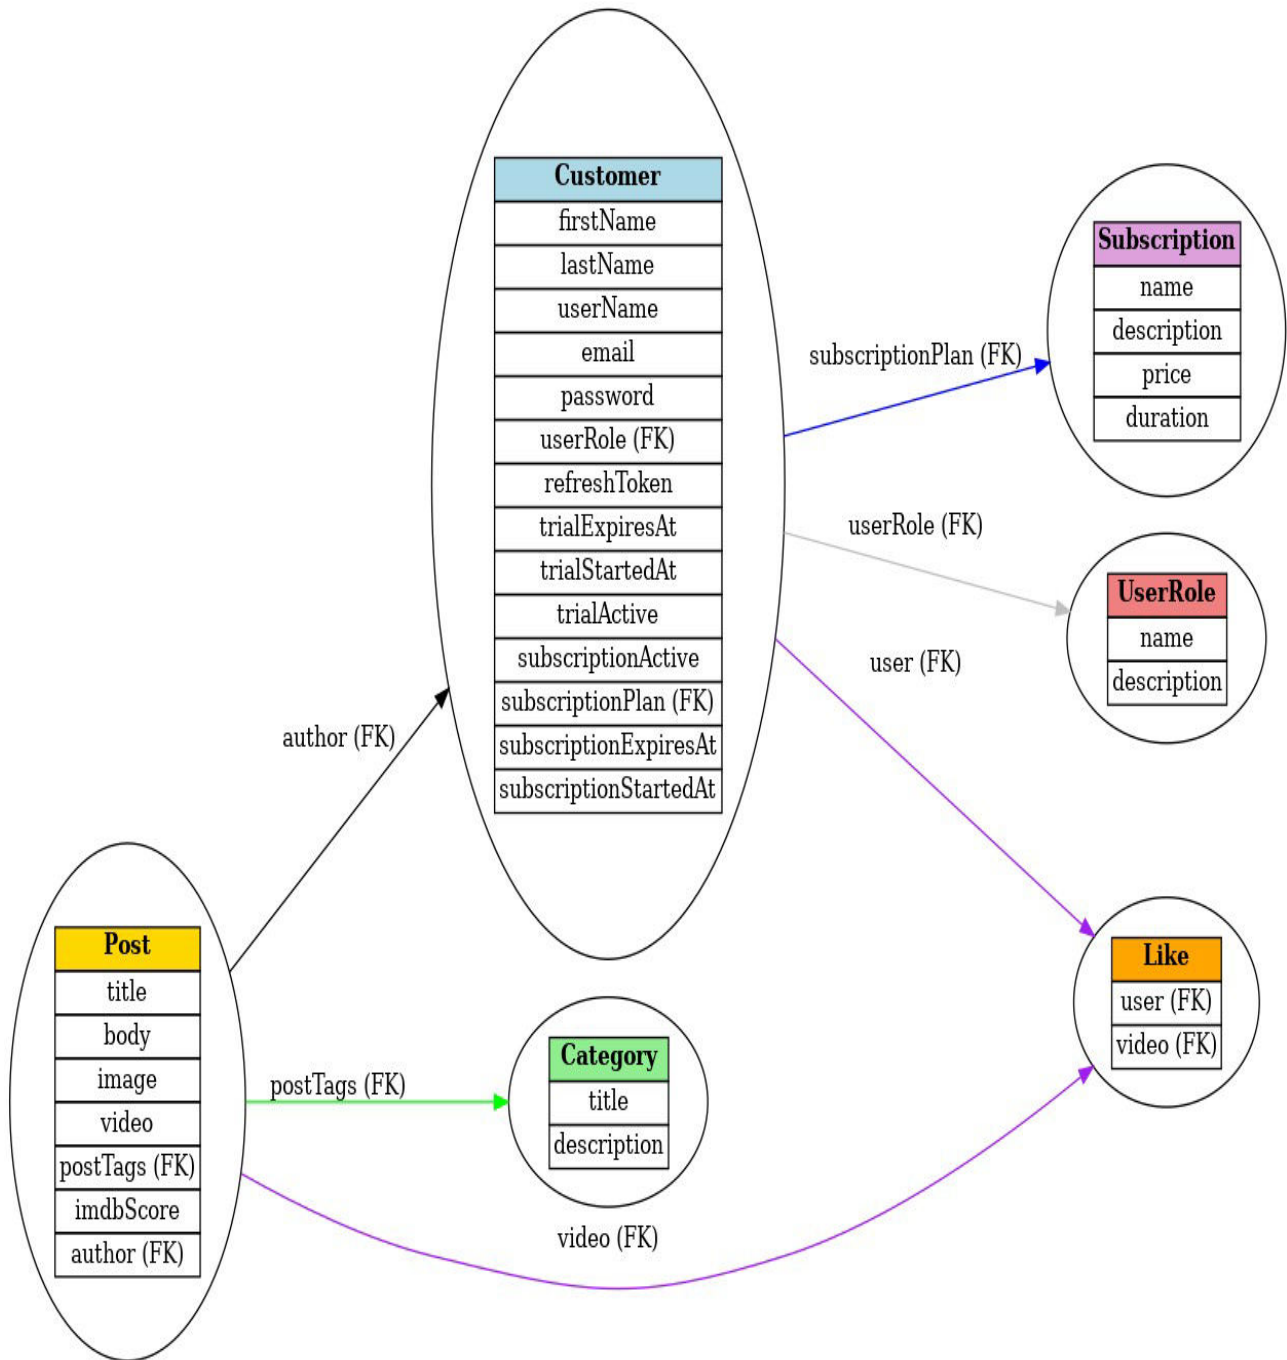 Customer
firstName
lastName
userName
email
password
userRole (FK)
refreshToken
trialExpiresAt
trialStartedAt
trialActive
subscriptionActive
subscriptionPlan (FK)
subscriptionExpiresAt
subscriptionStartedAt
Subscription
name
description
price
duration
subscriptionPlan (FK)
userRole (FK)
UserRole
name
description
user (FK)
author (FK)
Post
title
body
image
video
postTags (FK)
imdbScore
author (FK)
postTags (FK)
Category
title
description
Like
user (FK)
video (FK)
video (FK)